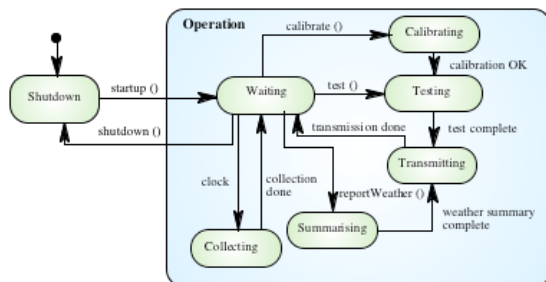 Operation
calibrate ()
Calibrating
calibration OK
Shutdown
startup ()
Waiting
test ()
Testing
shutdown ()
transmission done
test complete
Transmitting
clock
collection
done
reportWeather ()
weather summary
complete
Summarising
Collecting